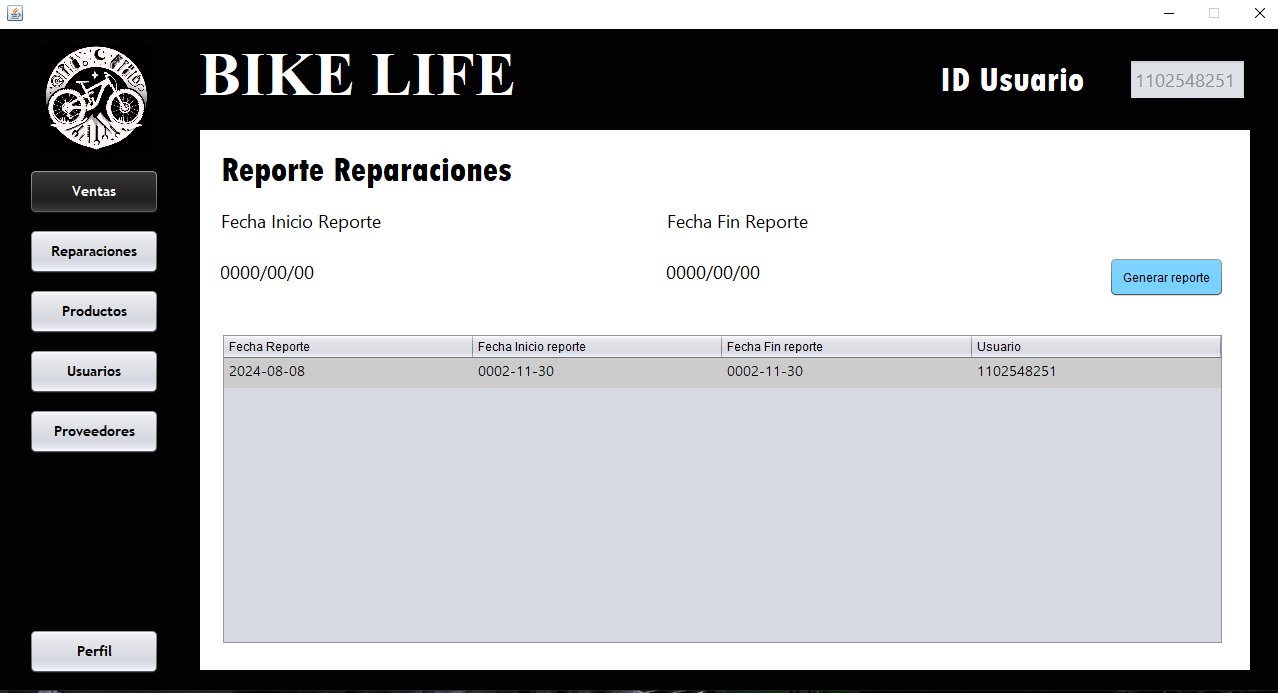 BIKE LIFE
ID Usuario
1102548251
Ventas
Reparaciones
Productos
Usuarios
Proveedores
Perfil
Reporte Reparaciones
Fecha Inicio Reporte
Fecha Fin Reporte
0000/00/00
0000/00/00
Generar reporte
Fecha Reporte Fecha Inicio reporte Fecha Fin reporte Usuario
2024-08-08 0002-11-30 0002-11-30 1102548251